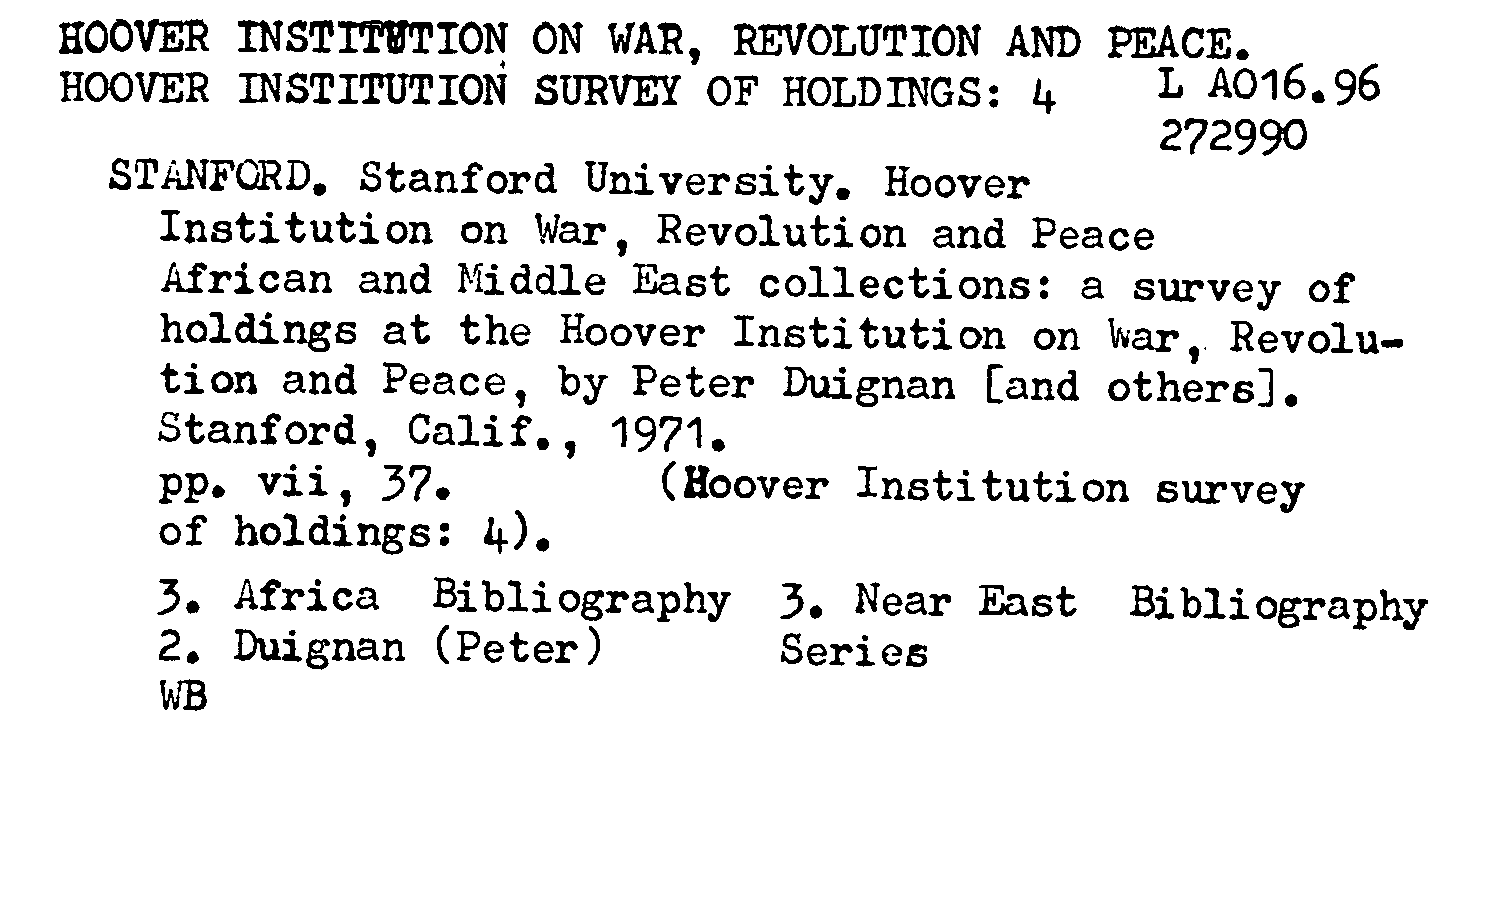 HOOVER INSTITUTION ON WAR, REVOLUTION AND PEACE.
HOOVER INSTITUTION SURVEY OF HOLDINGS: 4 L A016.96
272990
STANFORD. Stanford University. Hoover
Institution on War, Revolution and Peace
African and Middle East collections: a survey of
holdings at the Hoover Institution on War, Revolu-
tion and Peace, by Peter Duignan [and others].
Stanford, Calif., 1971.
pp. vii, 37. (Hoover Institution survey
of holdings: 4).
3. Africa Bibliography 3. Near East Bibliography
2. Duignan (Peter) Series
WB